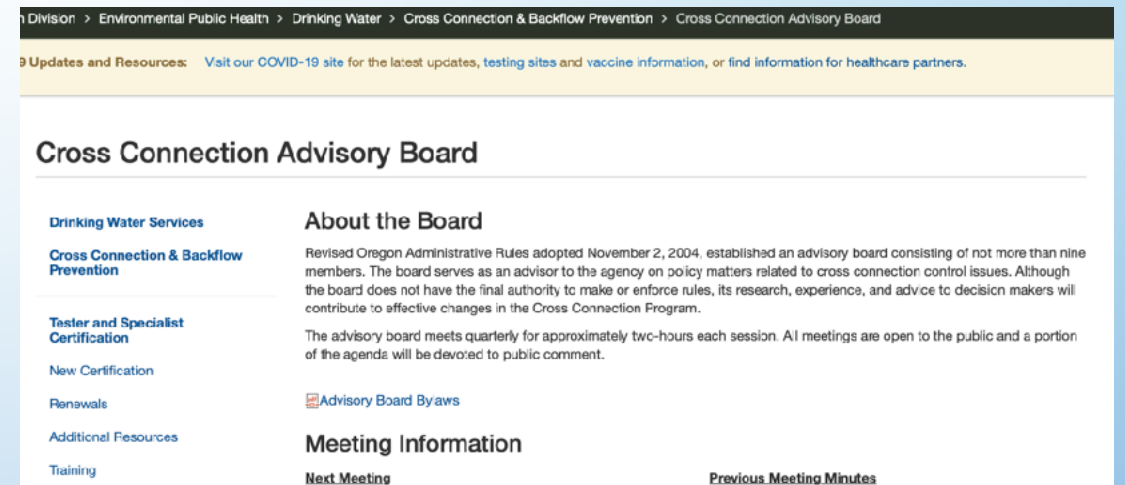 n Division > Environmental Public Health > Drinking Water > Cross Connection & Backflow Prevention > Cross Connection Advisory Board
9 Updates and Resources: Visit our COVID-19 site for the latest updates, testing sites and vaccine information, or find information for healthcare partners.
Cross Connection Advisory Board
Drinking Water Services
Cross Connection & Backflow
Prevention
Tester and Specialist
Certification
New Certification
Renewals
Additional Resources
Training
About the Board
Revised Oregon Administrative Rules adopted November 2, 2004, established an advisory board consisting of not more than nine
members. The board serves as an advisor to the agency on policy matters related to cross connection control issues. Although
the board does not have the final authority to make or enforce rules, its research, experience, and advice to decision makers will
contribute to effective changes in the Cross Connection Program.
The advisory board meets quarterly for approximately two-hours each session. All meetings are open to the public and a portion
of the agenda will be devoted to public comment.
Advisory Board Bylaws
Meeting Information
Next Meeting Previous Meeting Minutes